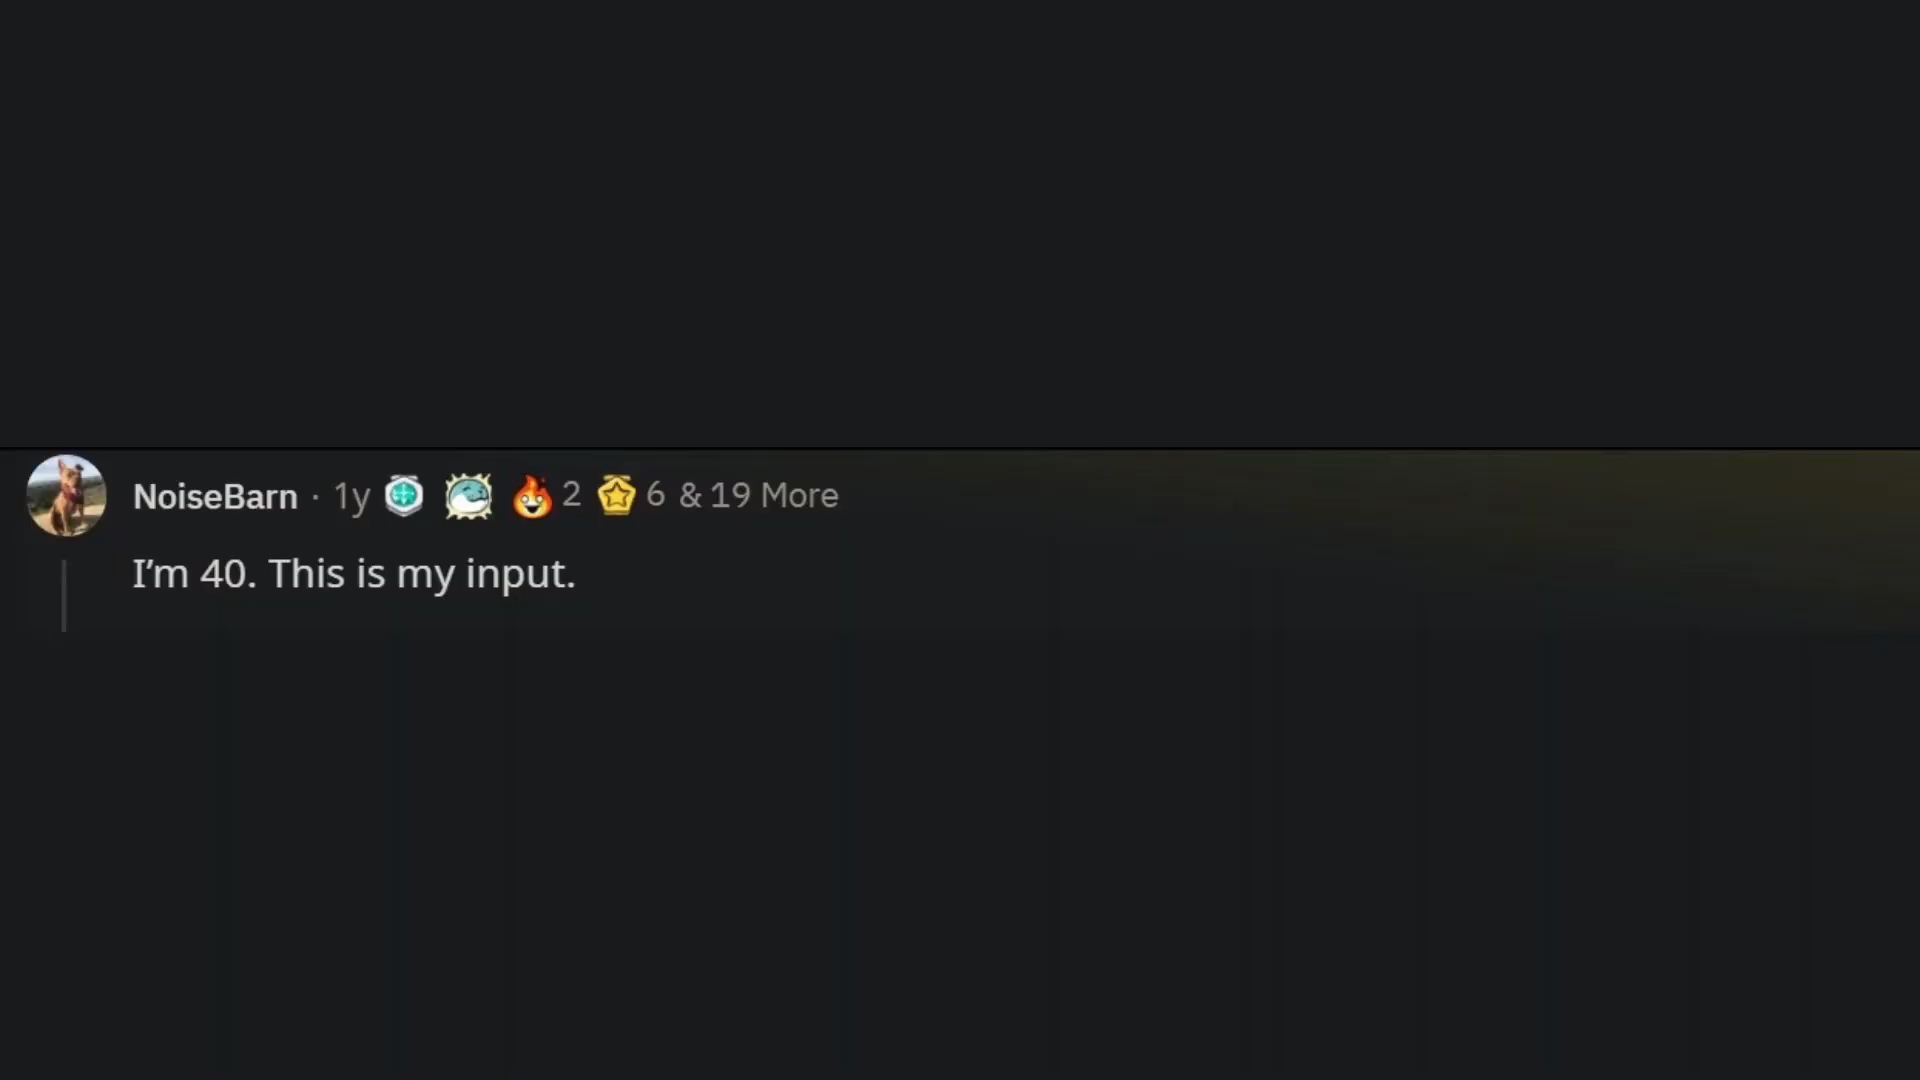 NoiseBarn · 1y 2 6 & 19 More
I’m 40. This is my input.